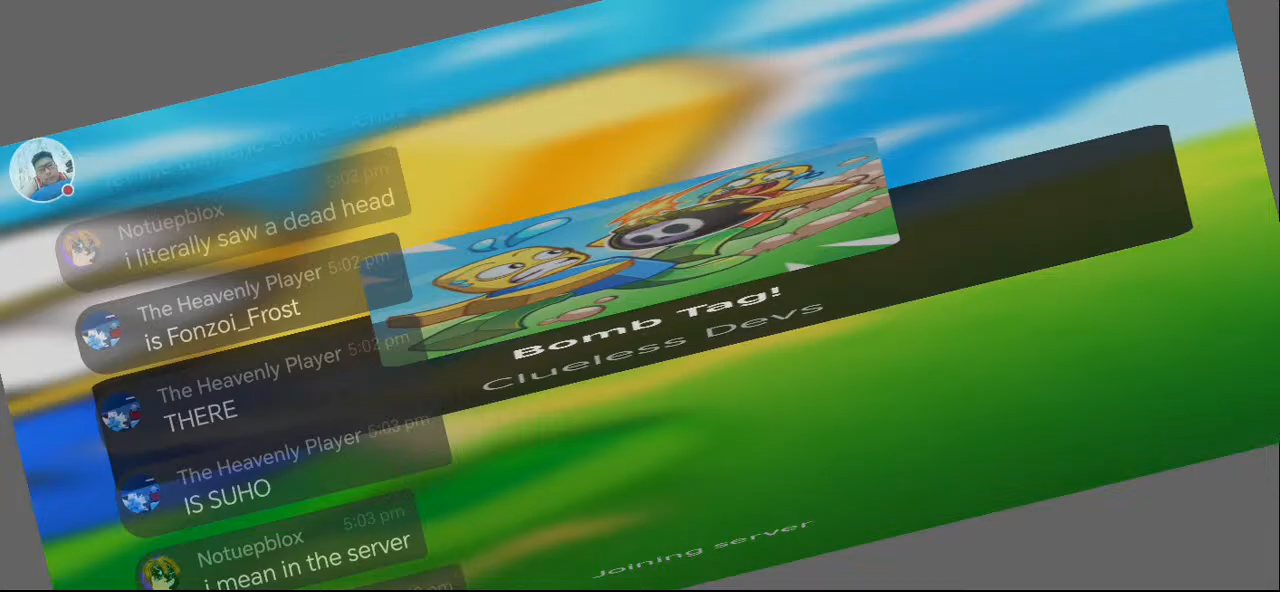 5:02 pm
Notuepblox
i literally saw a dead head
The Heavenly Player 5:02 pm
is Fonzoi_Frost
The Heavenly Player 5:02 pm
THERE
The Heavenly Player 5:03 pm
IS SUHO
Notuepblox 5:03 pm
i mean in the server
Bomb Tag!
Clueless Devs
Joining server